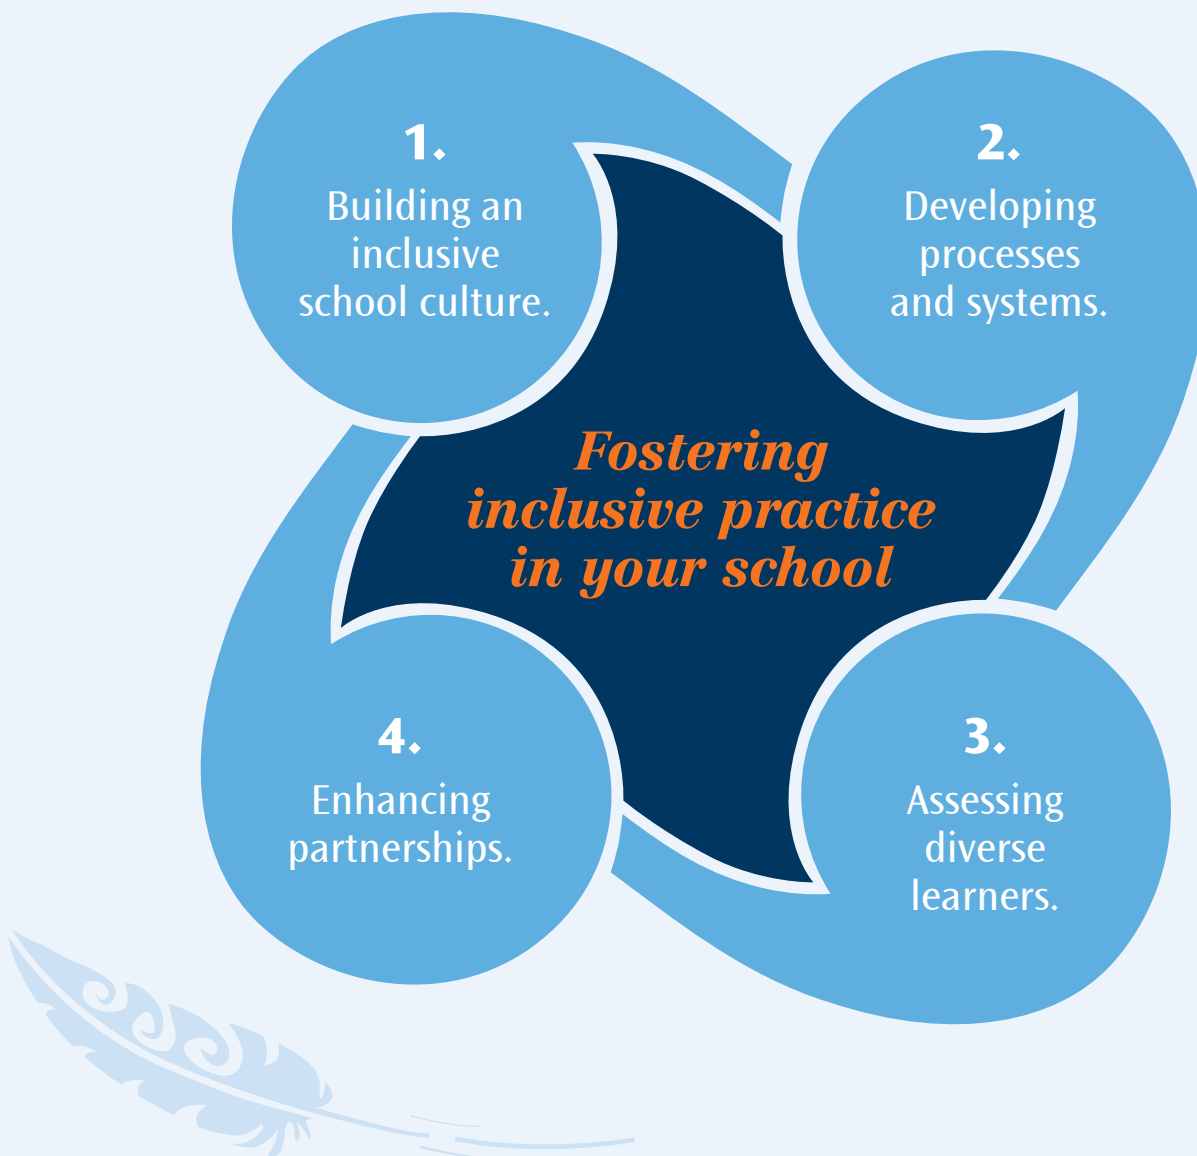 1.
Building an
inclusive
school culture.
2.
Developing
processes
and systems.
Fostering
inclusive practice
in your school
3.
Assessing
diverse
learners.
4.
Enhancing
partnerships.